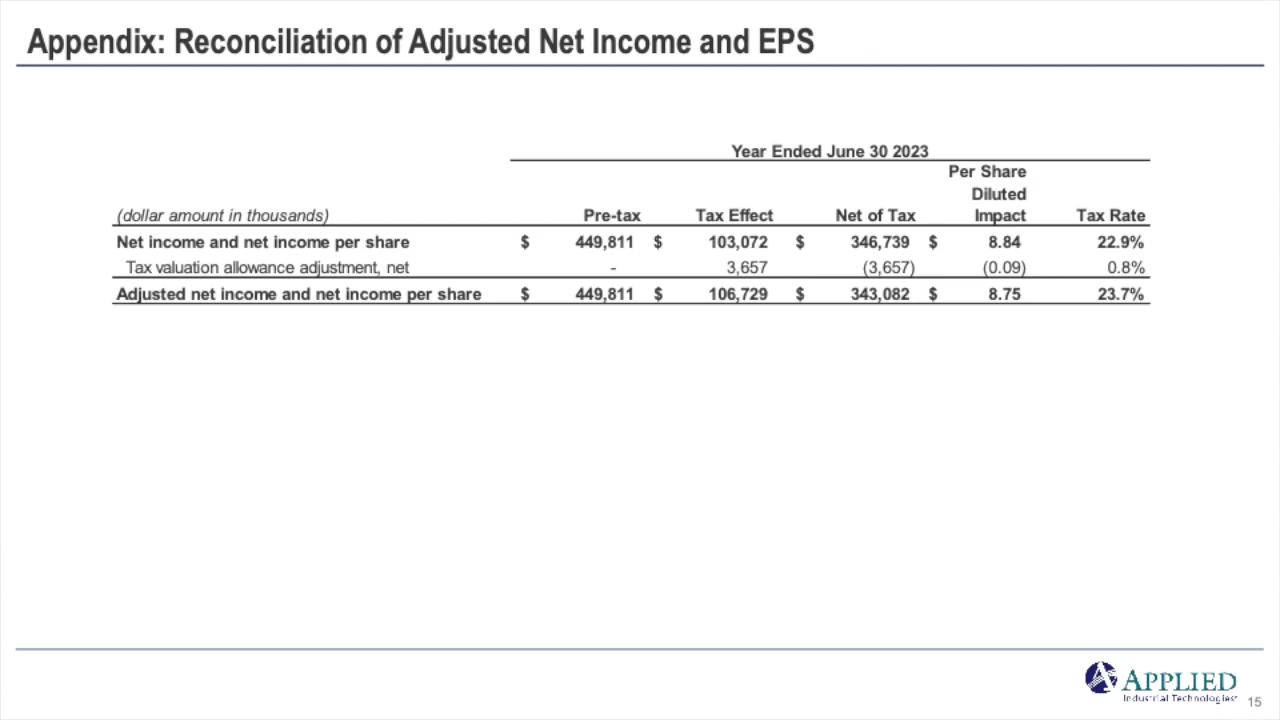 Appendix: Reconciliation of Adjusted Net Income and EPS
Year Ended June 30 2023
Per Share
Diluted
(dollar amount in thousands) Pre-tax Tax Effect Net of Tax Impact Tax Rate
Net income and net income per share $ 449,811 $ 103,072 $ 346,739 $ 8.84 22.9%
Tax valuation allowance adjustment, net - 3,657 (3,657) (0.09) 0.8%
Adjusted net income and net income per share $ 449,811 $ 106,729 $ 343,082 $ 8.75 23.7%
APPLIED
Industrial Technologies
15